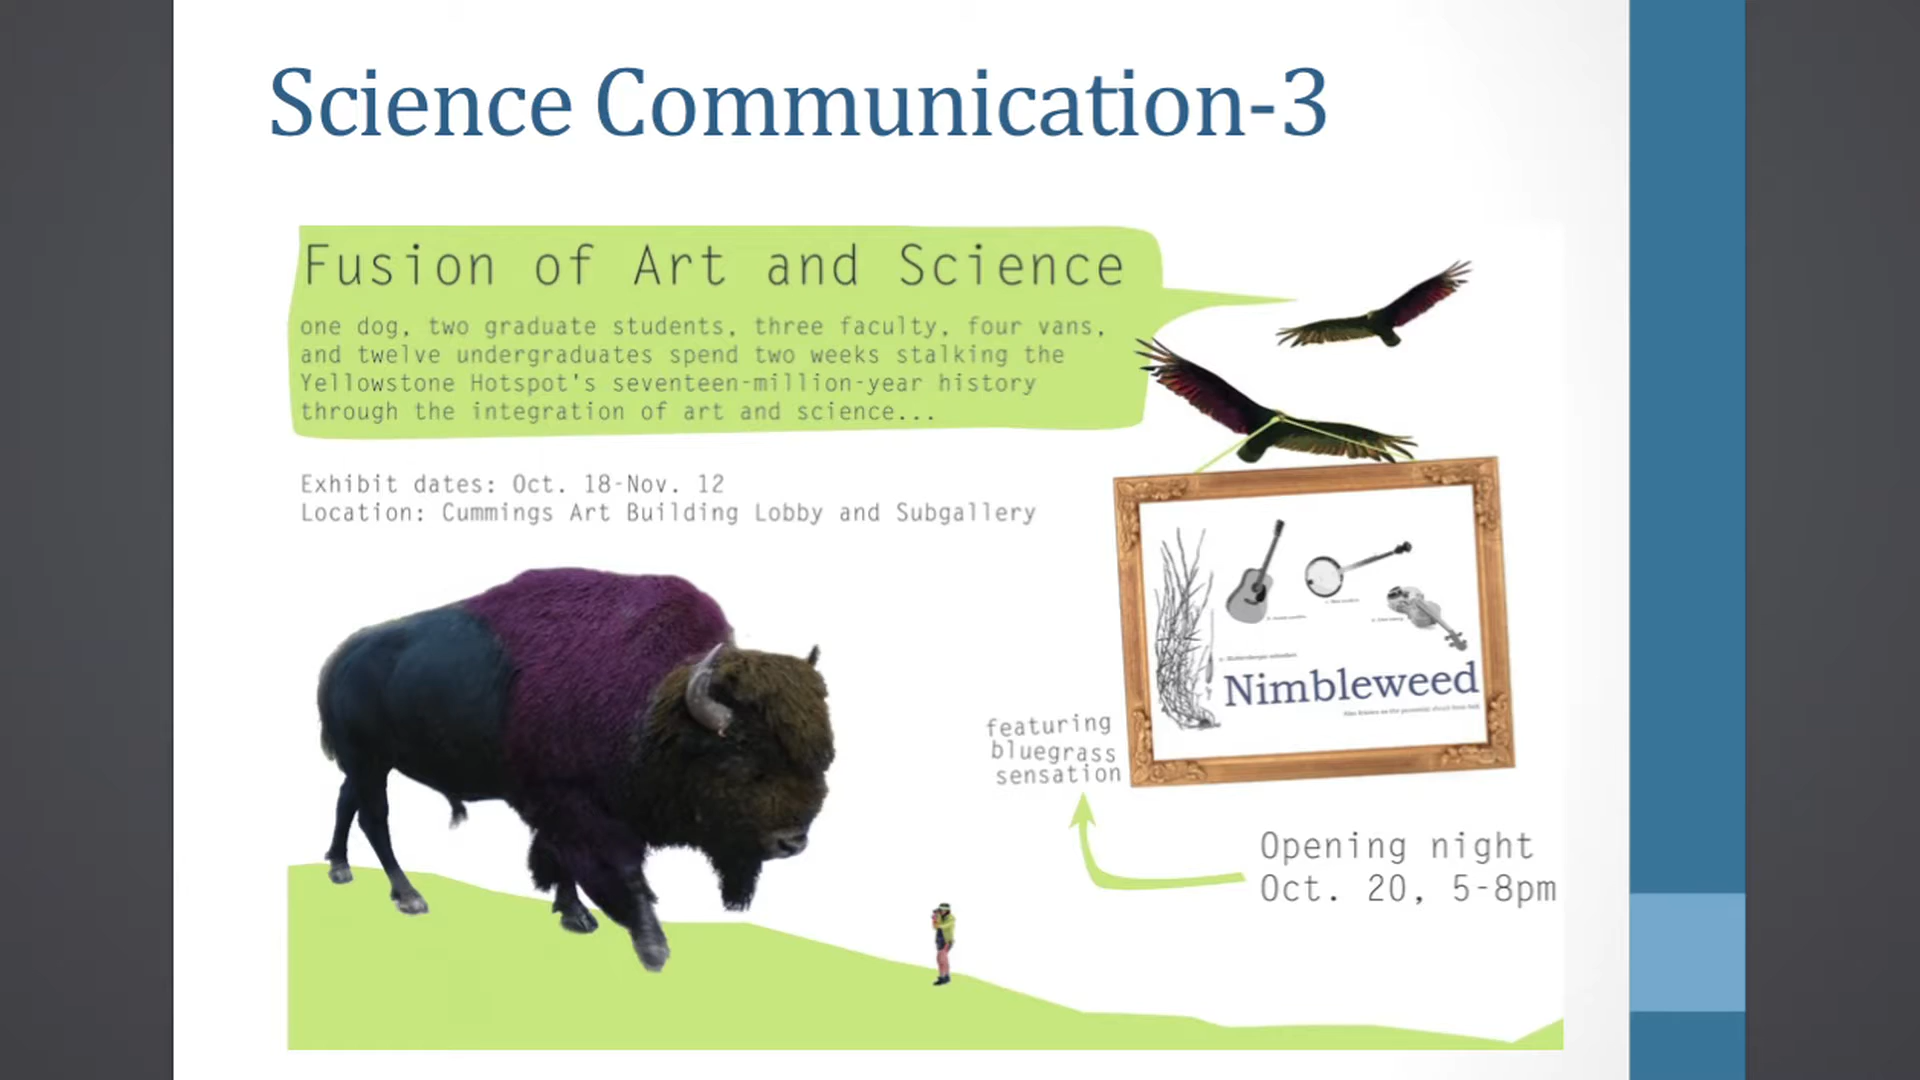 Science Communication-3
Fusion of Art and Science
one dog, two graduate students, three faculty, four vans,
and twelve undergraduates spend two weeks stalking the
Yellowstone Hotspot's seventeen-million-year history
through the integration of art and science...
Exhibit dates: Oct. 18-Nov. 12
Location: Cummings Art Building Lobby and Subgallery
Nimbleweed
featuring
bluegrass
sensation
Opening night
Oct. 20, 5-8pm